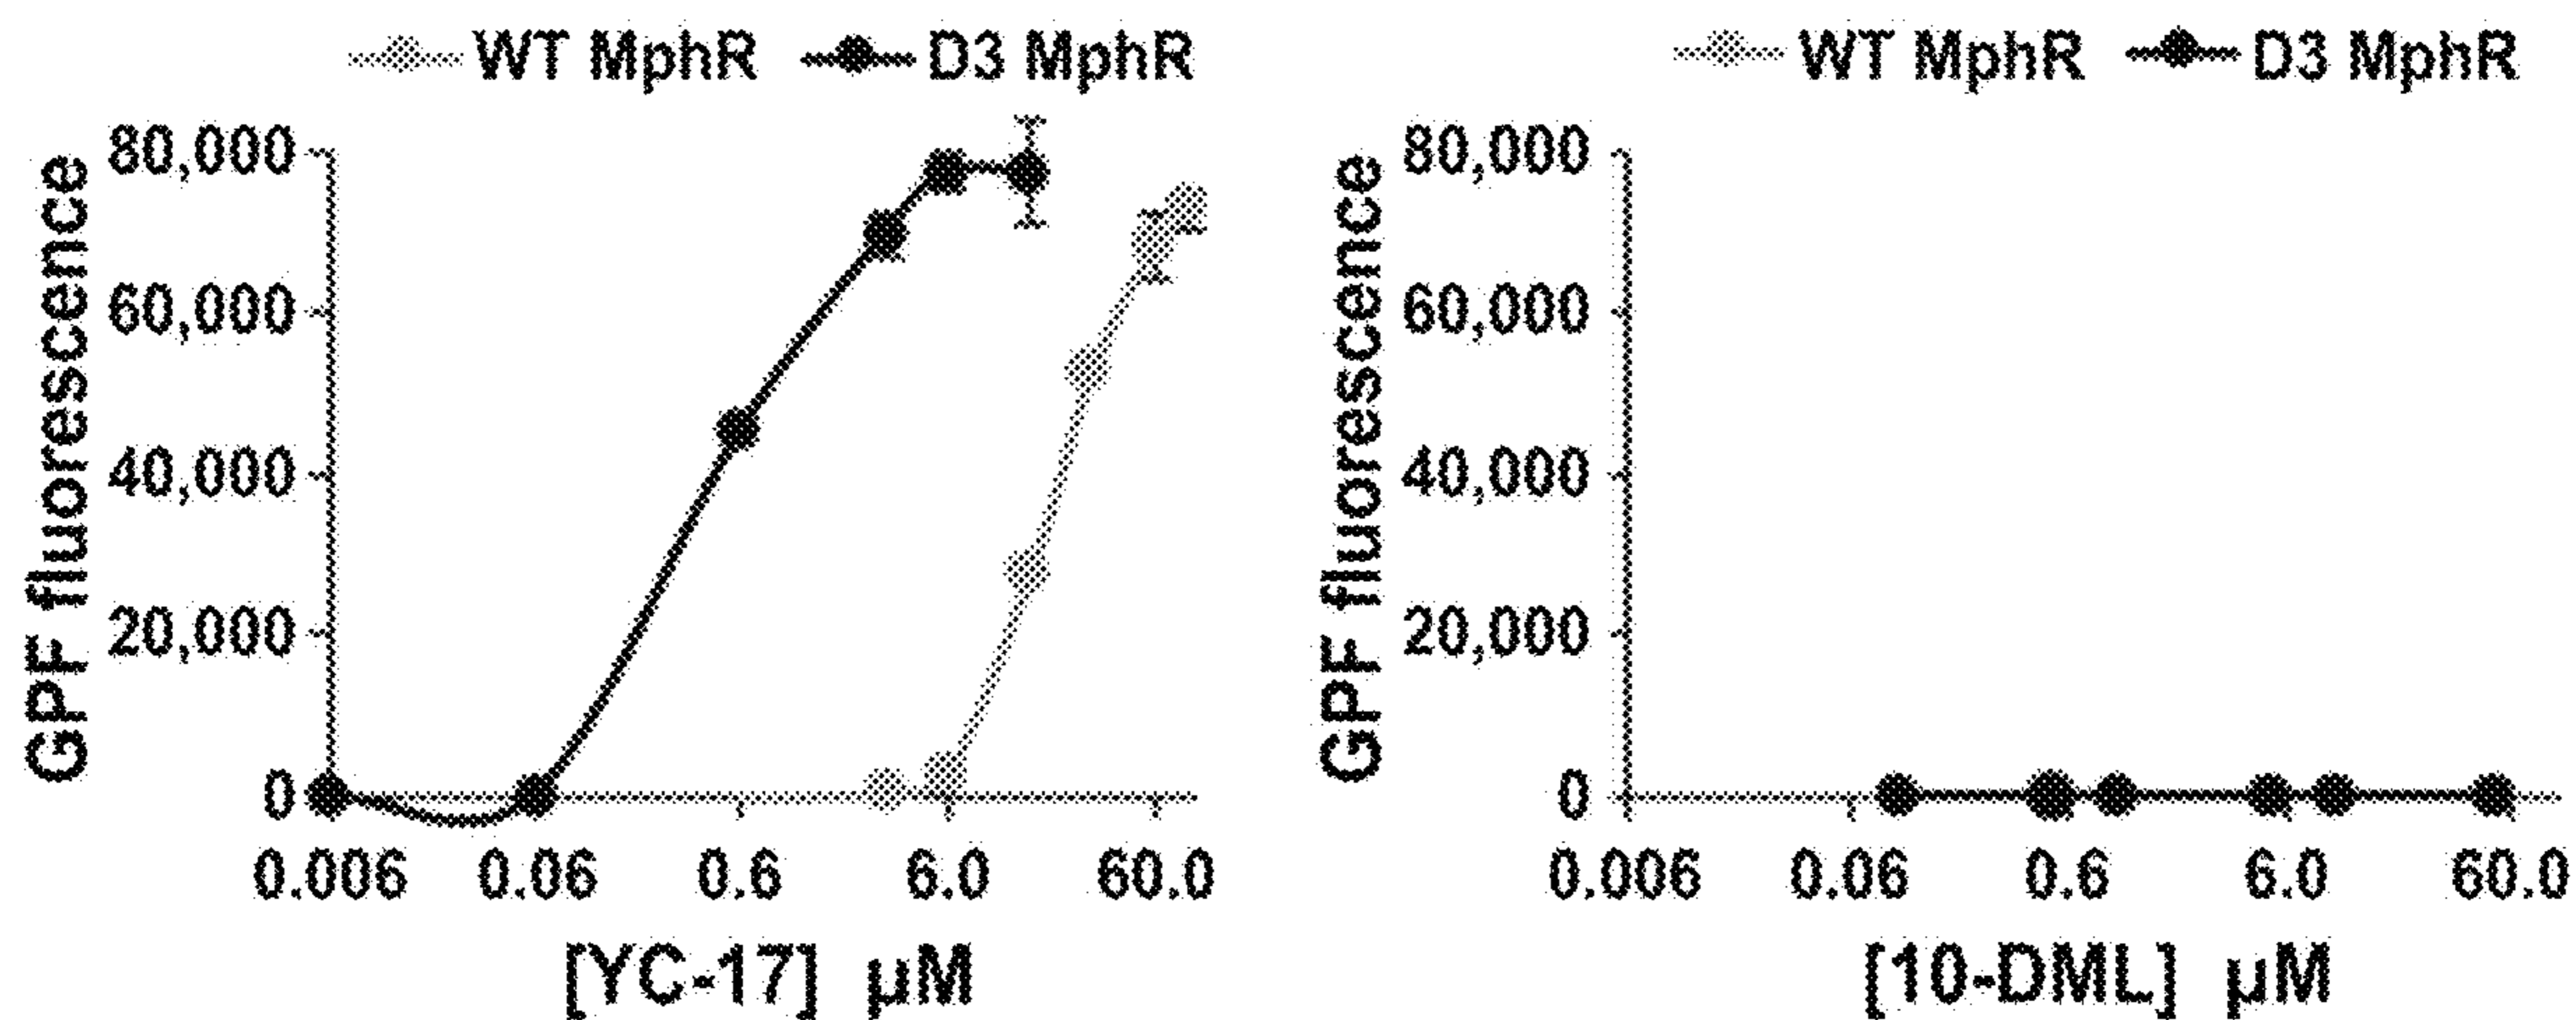 WT MphR D3 MphR
GPF fluorescence
80,000
60,000
40,000
20,000
0
0.006 0.06 0.6 6.0 60.0
[YC-17] µM
WT MphR D3 MphR
GPF fluorescence
80,000
60,000
40,000
20,000
0
0.006 0.06 0.6 6.0 60.0
[10-DML] µM